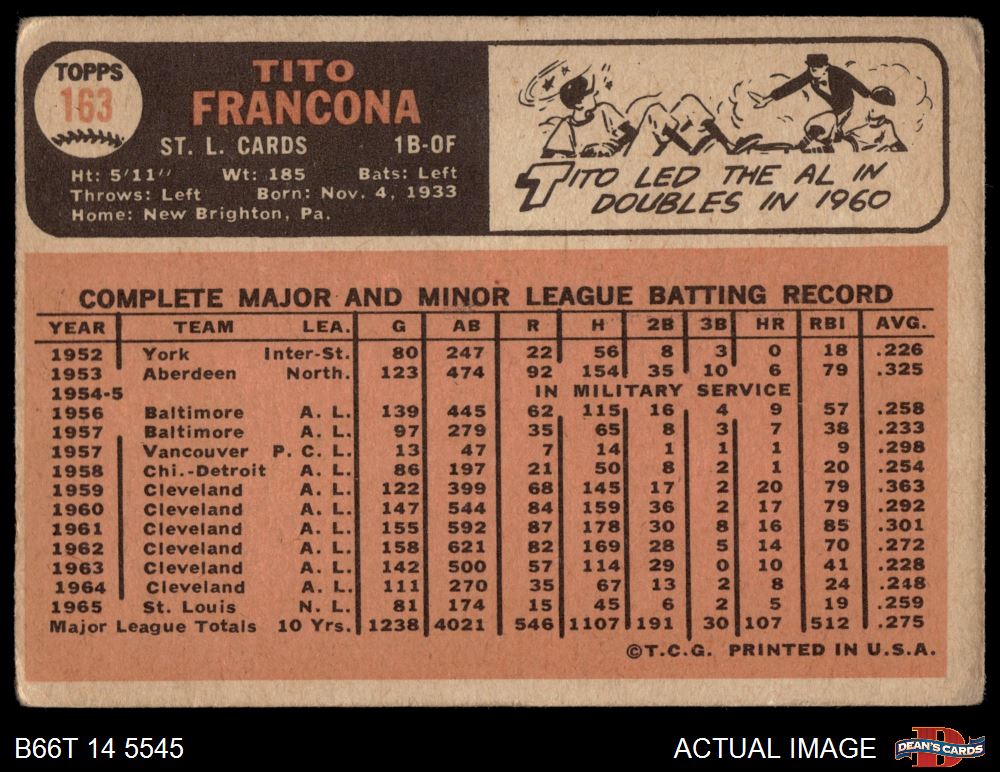 TOPPS
163
TITO
FRANCONA
ST. L. CARDS 1B-OF
Ht: 5'11" Wt: 185 Bats: Left
Throws: Left Born: Nov. 4, 1933
Home: New Brighton, Pa.
TITO LED THE AL IN
DOUBLES IN 1960
COMPLETE MAJOR AND MINOR LEAGUE BATTING RECORD
YEAR TEAM LEA. G AB R H 2B 3B HR RBI AVG.
1952 York Inter-St. 80 247 22 56 8 3 0 18 .226
1953 Aberdeen North. 123 474 92 154 35 10 6 79 .325
1954-5 IN MILITARY SERVICE
1956 Baltimore A. L. 139 445 62 115 16 4 9 57 .258
1957 Baltimore A. L. 97 279 35 65 8 3 7 38 .233
1957 Vancouver P. C. L. 13 47 7 14 1 1 1 9 .298
1958 Chi.-Detroit A. L. 86 197 21 50 8 2 1 20 .254
1959 Cleveland A. L. 122 399 68 145 17 2 20 79 .363
1960 Cleveland A. L. 147 544 84 159 36 2 17 79 .292
1961 Cleveland A. L. 155 592 87 178 30 8 16 85 .301
1962 Cleveland A. L. 158 621 82 169 28 5 14 70 .272
1963 Cleveland A. L. 142 500 57 114 29 0 10 41 .228
1964 Cleveland A. L. 111 270 35 67 13 2 8 24 .248
1965 St. Louis N. L. 81 174 15 45 6 2 5 19 .259
Major League Totals 10 Yrs. 1238 4021 546 1107 191 30 107 512 .275
©T.C.G. PRINTED IN U.S.A.
B66T 14 5545 ACTUAL IMAGE
DEAN'S CARDS